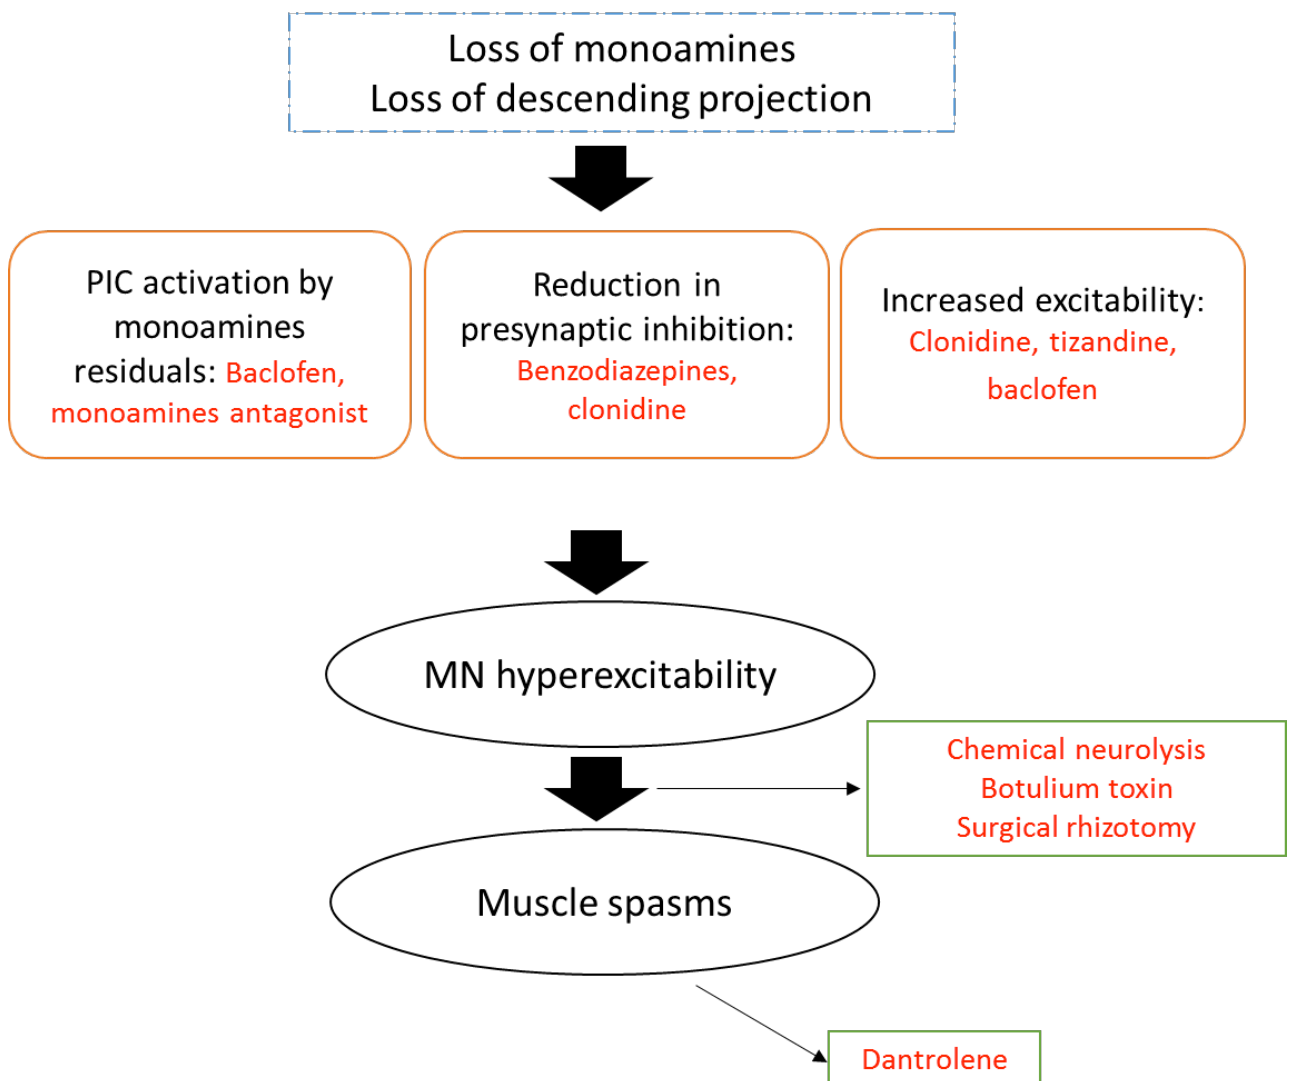 Loss of monoamines
Loss of descending projection
PIC activation by
monoamines
residuals: Baclofen,
monoamines antagonist
Reduction in
presynaptic inhibition:
Benzodiazepines,
clonidine
Increased excitability:
Clonidine, tizandine,
baclofen
MN hyperexcitability
Chemical neurolysis
Botulium toxin
Surgical rhizotomy
Muscle spasms
Dantrolene